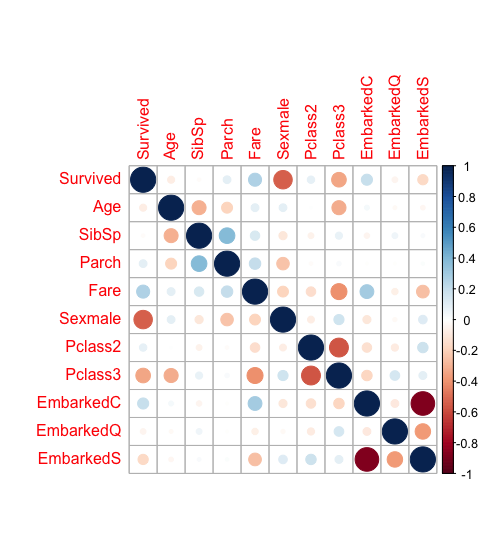 Survived
Age
SibSp
Parch
Fare
Sexmale
Pclass2
Pclass3
EmbarkedC
EmbarkedQ
EmbarkedS
Survived
Age
SibSp
Parch
Fare
Sexmale
Pclass2
Pclass3
EmbarkedC
EmbarkedQ
EmbarkedS
1
0.8
0.6
0.4
0.2
0
-0.2
-0.4
-0.6
-0.8
-1